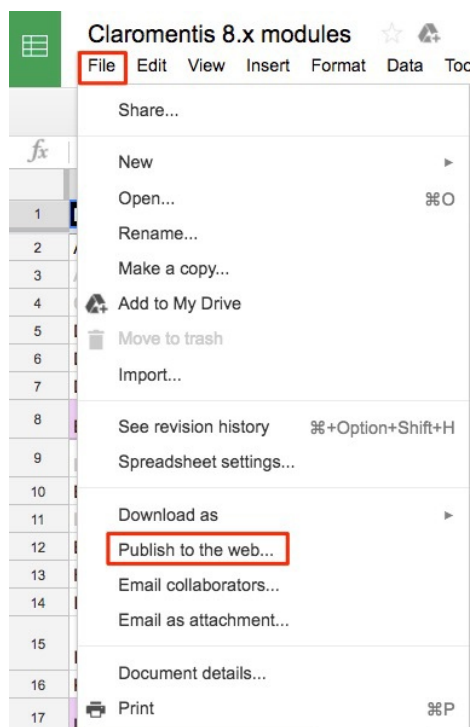 Claromentis 8.x modules
File Edit View Insert Format Data
Share...
fx
New
Open... ⌘O
1
Rename...
2
Make a copy...
3
4 Add to My Drive
5
Move to trash
6
Import...
7
8 See revision history ⌘+Option+Shift+H
9 Spreadsheet settings...
10
11 Download as
12 Publish to the web...
13 Email collaborators...
14 Email as attachment...
15
Document details...
16
17 Print ⌘P